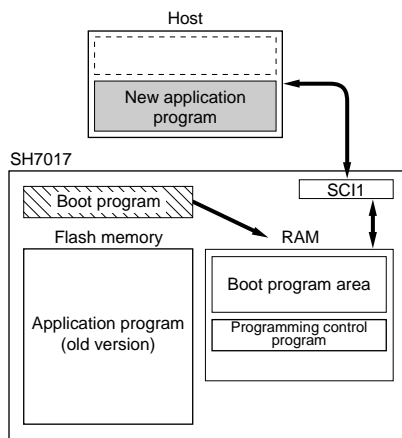 Host
New application
program
SH7017
SCI1
Boot program
Flash memory
RAM
Boot program area
Application program
(old version)
Programming control
program